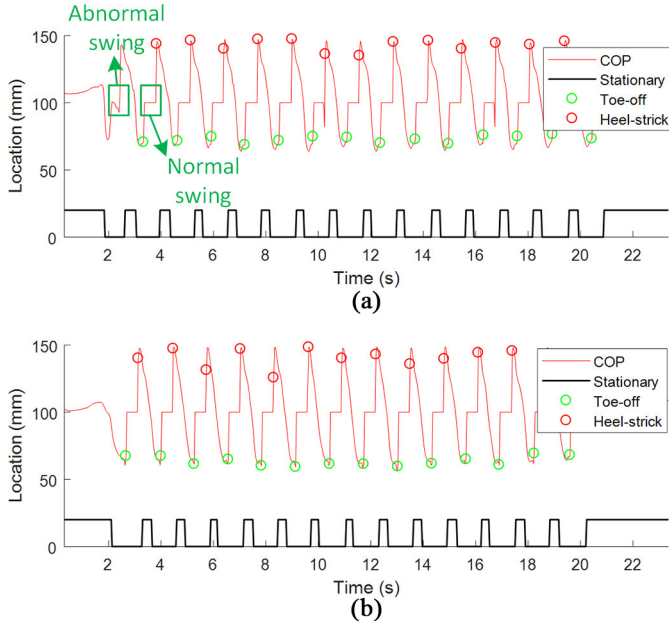 Abnormal
swing
150
100
50
0
Location (mm)
COP
Stationary
Toe-off
Heel-strick
Normal
swing
2 4 6 8 10 12 14 16 18 20 22
Time (s)
(a)
150
100
50
0
Location (mm)
COP
Stationary
Toe-off
Heel-strick
2 4 6 8 10 12 14 16 18 20 22
Time (s)
(b)